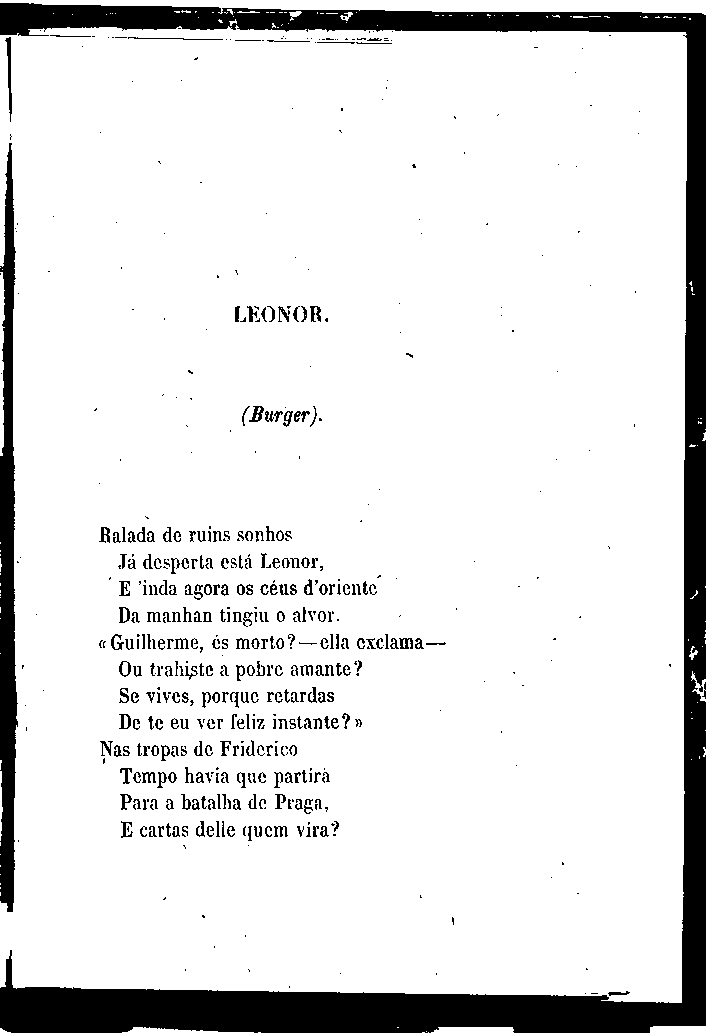 LEONOR.
(Burger).
Ralada de ruins sonhos
Já desperta está Leonor,
E 'inda agora os céus d'oriente
Da manhan tingiu o alvor.
«Guilherme, és morto?—ella exclama—
Ou trahiste a pobre amante?
Se vives, porque retardas
De te eu ver feliz instante?»
Nas tropas de Friderico
Tempo havia que partira
Para a batalha de Praga,
E cartas delle quem vira?